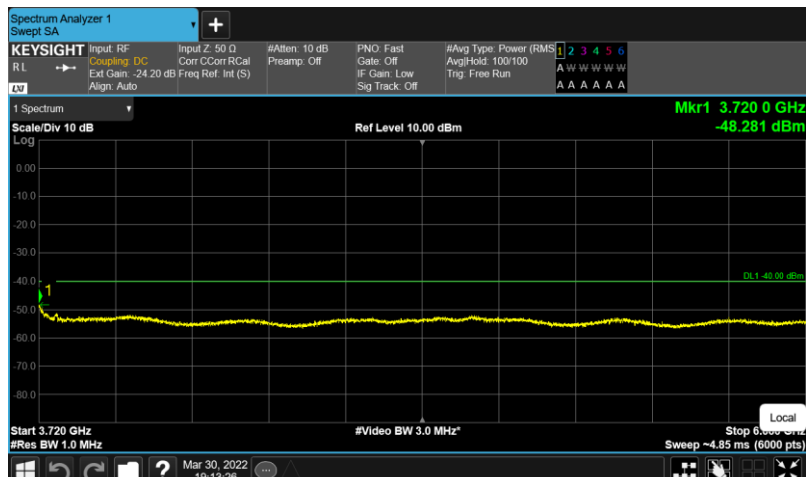 Spectrum Analyzer 1
Swept SA
+
KEYSIGHT
RL
LXI
Input: RF
Coupling: DC
Ext Gain: -24.20 dB
Align: Auto
Input Z: 50 Ω
Corr CCorr RCal
Freq Ref: Int (S)
#Atten: 10 dB
Preamp: Off
PNO: Fast
Gate: Off
IF Gain: Low
Sig Track: Off
#Avg Type: Power (RMS
Avg|Hold: 100/100
Trig: Free Run
1 2 3 4 5 6
A W W W W W
A A A A A A
1 Spectrum
Mkr1 3.720 0 GHz
Scale/Div 10 dB
Ref Level 10.00 dBm
-48.281 dBm
Log
0.00
-10.0
-20.0
-30.0
-40.0
DL1 -40.00 dBm
1
-50.0
-60.0
-70.0
-80.0
Local
Start 3.720 GHz
#Video BW 3.0 MHz*
Stop
#Res BW 1.0 MHz
Sweep ~4.85 ms (6000 pts)
?
Mar 30, 2022